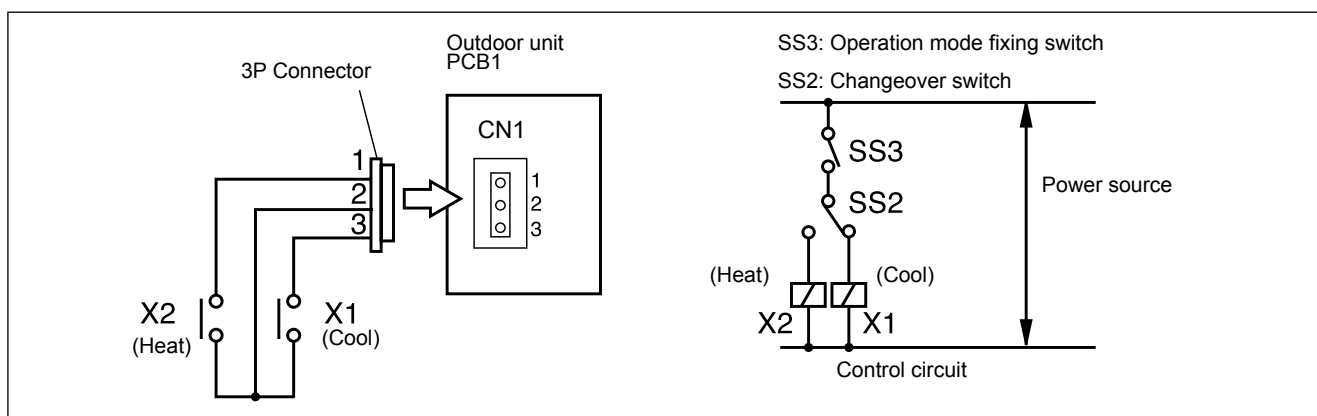 Outdoor unit
PCB1
3P Connector
CN1
1
2
3
1
2
3
X2
(Heat)
X1
(Cool)
SS3: Operation mode fixing switch
SS2: Changeover switch
SS3
SS2
Power source
(Heat)
(Cool)
X2
X1
Control circuit